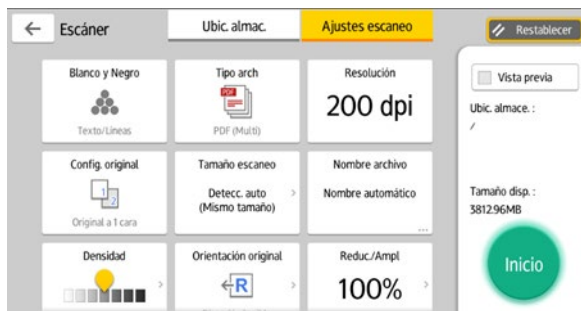 Escáner
Ubic. almac.
Ajustes escaneo
Restablecer
Blanco y Negro
Texto/Líneas
Tipo arch
PDF
PDF (Multi)
Resolución
200 dpi
Vista previa
Ubic. almace. :
/
Config. original
1
2
Original a 1 cara
Tamaño escaneo
Detecc. auto
(Mismo tamaño)
Nombre archivo
Nombre automático
...
Tamaño disp. :
3812.96MB
Densidad
Orientación original
R
Reduc./Ampl
100%
Inicio